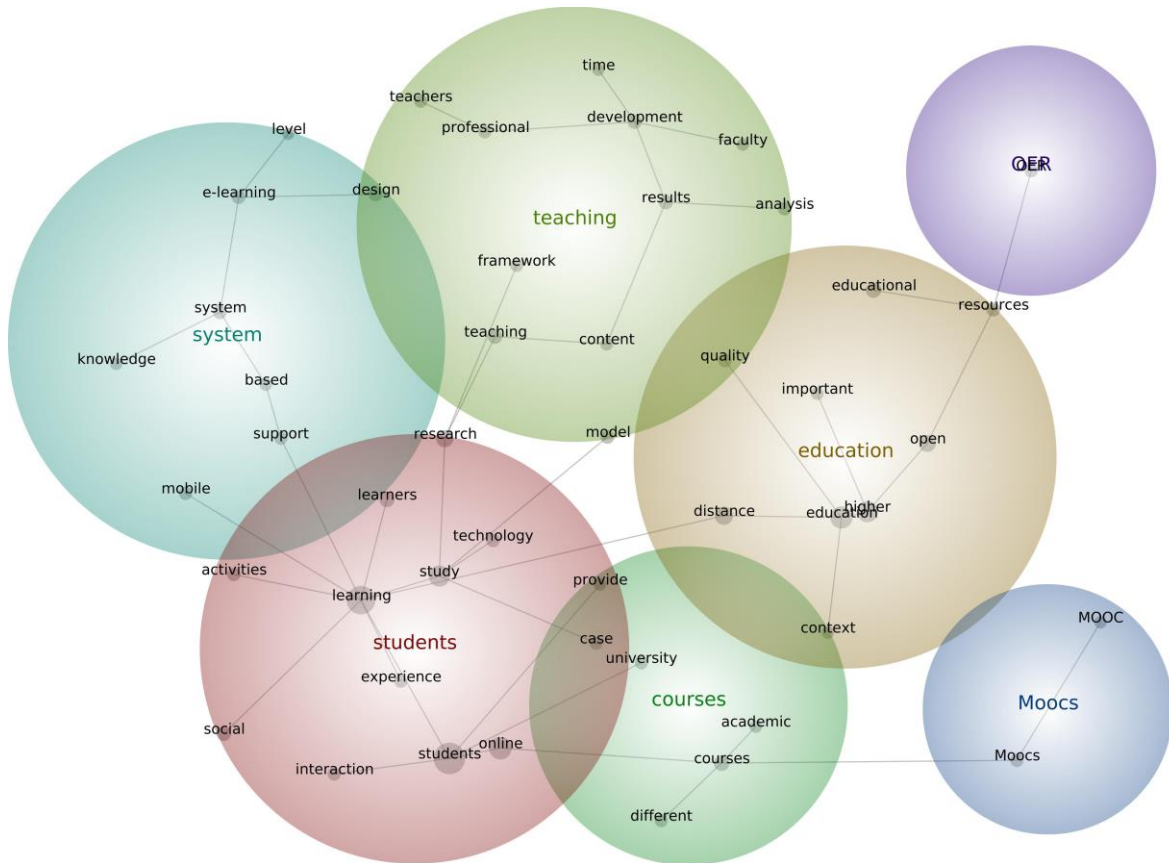 time
teachers
professional
development
faculty
level
e-learning
design
teaching
results
analysis
framework
OER
OER
educational
resources
system
system
knowledge
based
teaching
content
quality
important
support
research
model
education
open
mobile
learners
technology
distance
education
higher
activities
learning
study
provide
students
experience
case
university
context
MOOC
courses
Moocs
social
interaction
students
online
academic
courses
Moocs
different